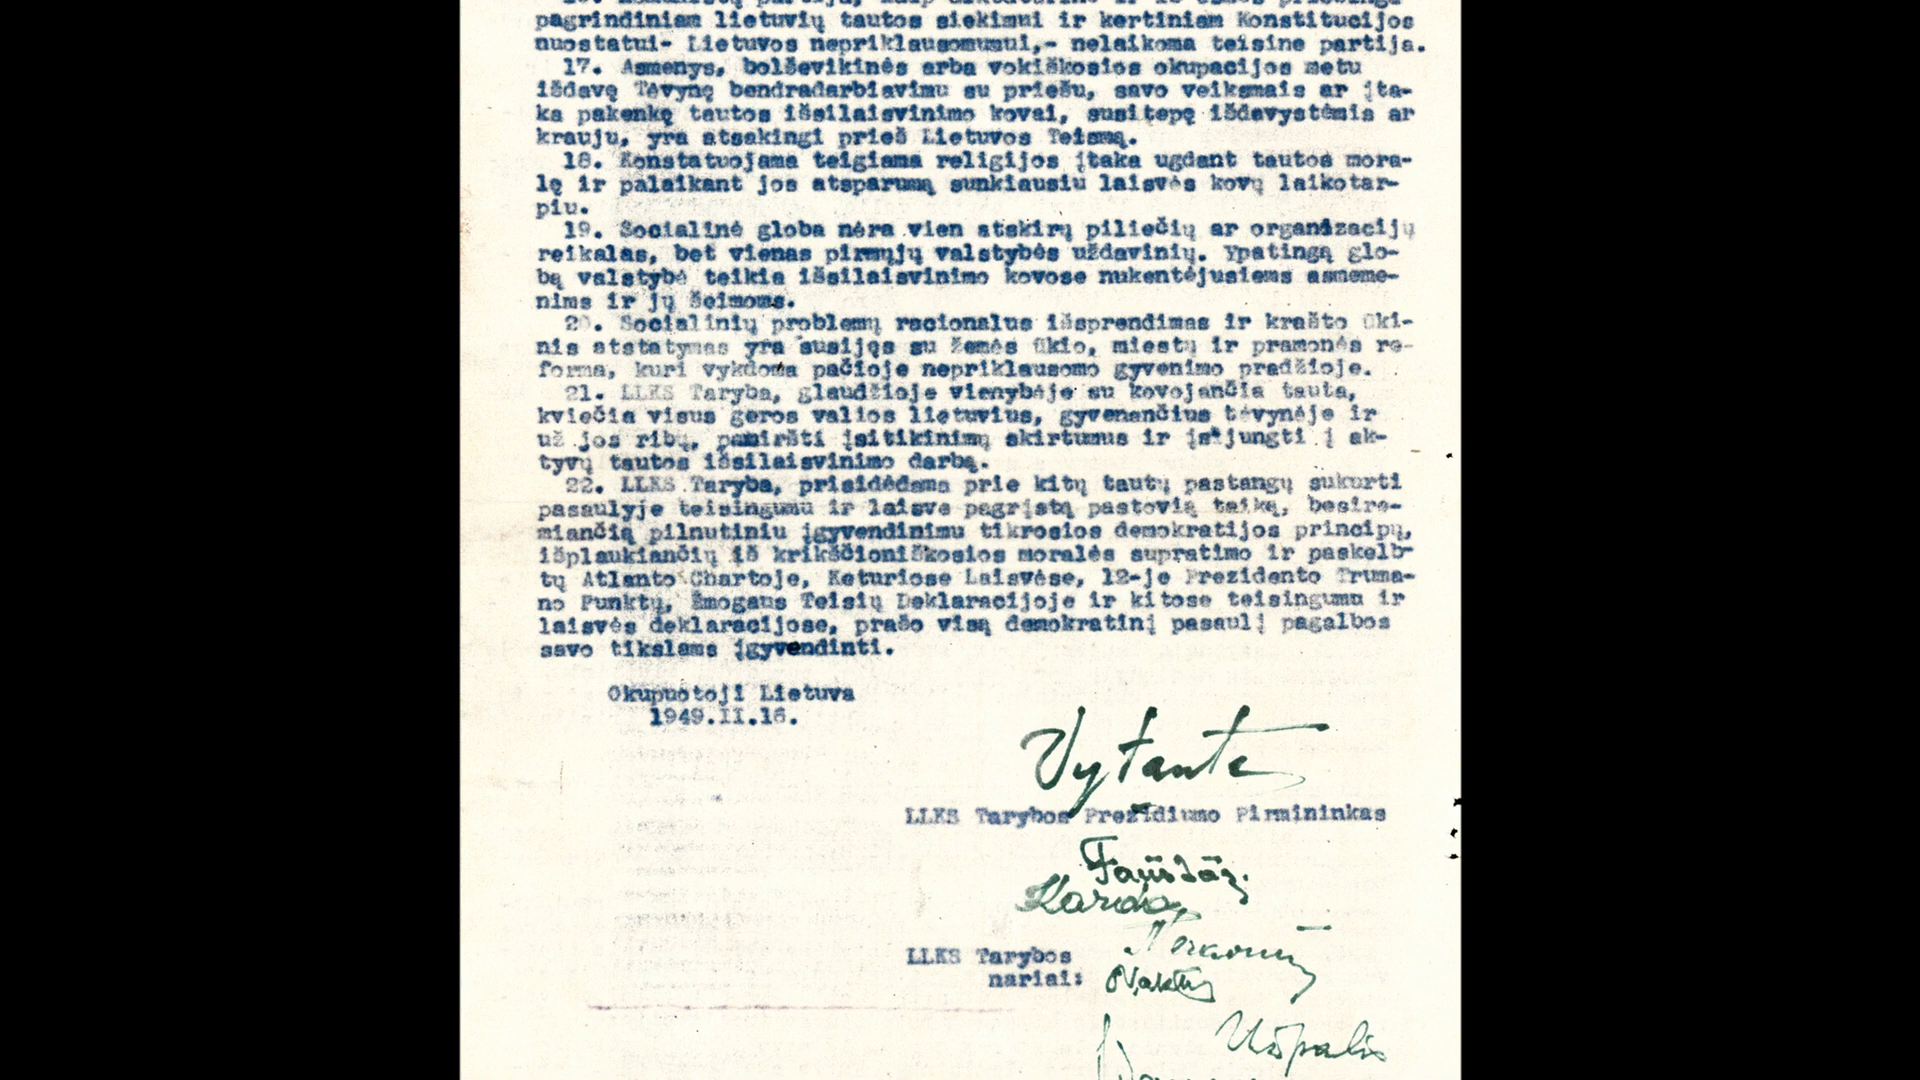 pagrindiniam lietuvių tautos siekimui ir kertiniam Konstitucijos
nuostatui- Lietuvos nepriklausomumui,- nelaikoma teisine partija.
17. Asmenys, bolševikinės arba vokiškosios okupacijos metu
išdavę Tėvynę bendradarbiavimu su priešu, savo veiksmais ar įta-
ka pakenkę tautos išsilaisvinimo kovai, susitepę išdavystėmis ar
krauju, yra atsakingi prieš Lietuvos Teismą.
18. Konstatuojama teigiama religijos įtaka ugdant tautos mora-
lę ir palaikant jos atsparumą sunkiausiu laisvės kovų laikotar-
piu.
19. Socialinė globa nėra vien atskirų piliečių ar organizacijų
reikalas, bet vienas pirmųjų valstybės uždavinių. Ypatingą glo-
bą valstybė teikia išsilaisvinimo kovose nukentėjusiems asmeme-
nims ir jų šeimoms.
20. Socialinių problemų racionalus išsprendimas ir krašto ūki-
nis atstatymas yra susijęs su žemės ūkio, miestų ir pramonės re-
forma, kuri vykdoma pačioje nepriklausomo gyvenimo pradžioje.
21. LLKS Taryba, glaudžioje vienybėje su kovojančia tauta,
kviečia visus geros valios lietuvius, gyvenančius tėvynėje ir
už jos ribų, pamiršti įsitikinimų skirtumus ir įsijungti į ak-
tyvų tautos išsilaisvinimo darbą.
22. LLKS Taryba, prisidėdama prie kitų tautų pastangų sukurti
pasaulyje teisingumu ir laisve pagrįstą pastovią taiką, besire-
miančią pilnutiniu įgyvendinimu tikrosios demokratijos principų,
išplaukiančių iš krikščioniškosios moralės supratimo ir paskelb-
tų Atlanto Chartoje, Keturiose Laisvėse, 12-je Prezidento Truma-
no Punktų, Žmogaus Teisių Deklaracijoje ir kitose teisingumu ir
laisvės deklaracijose, prašo visą demokratinį pasaulį pagalbos
savo tikslams įgyvendinti.
Okupuotoji Lietuva
1949.II.16.
Vytautas
LLKS Tarybos Prezidiumo Pirmininkas
Faustas
Kardas
LLKS Tarybos
nariai:
Naktis
Užpalis